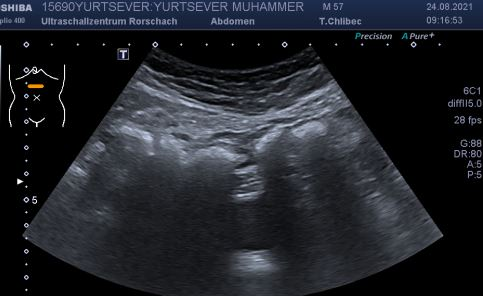 SHIBA 15690YURTSEVER:YURTSEVER MUHAMMER M 57 24.08.2021
plio 400 Ultraschallzentrum Rorschach Abdomen T.Chlibec 09:16:53
Precision APure+
T
6C1
diffII5.0
28 fps
G:88
DR:80
A:5
P:5
5